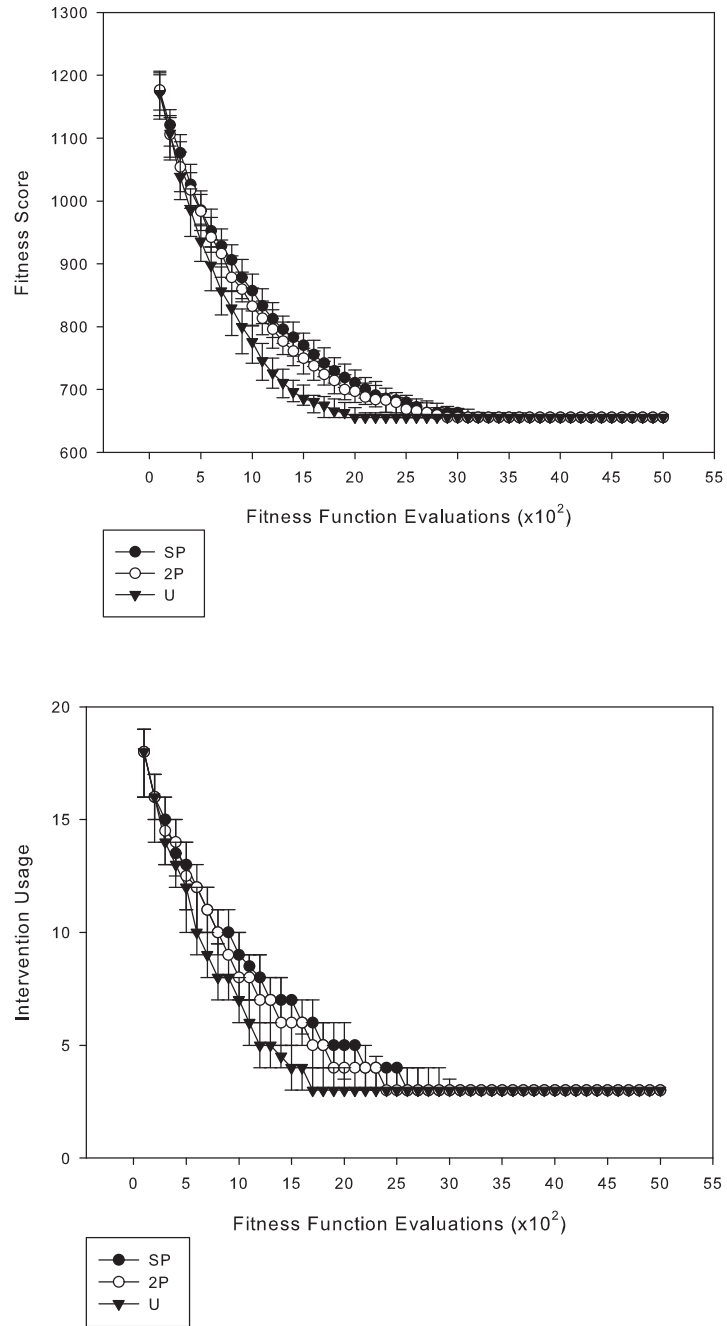 1300
1200
1100
1000
900
800
700
600
Fitness Score
0 5 10 15 20 25 30 35 40 45 50 55
Fitness Function Evaluations (x10²)
SP
2P
U
20
15
10
5
0
Intervention Usage
0 5 10 15 20 25 30 35 40 45 50 55
Fitness Function Evaluations (x10²)
SP
2P
U